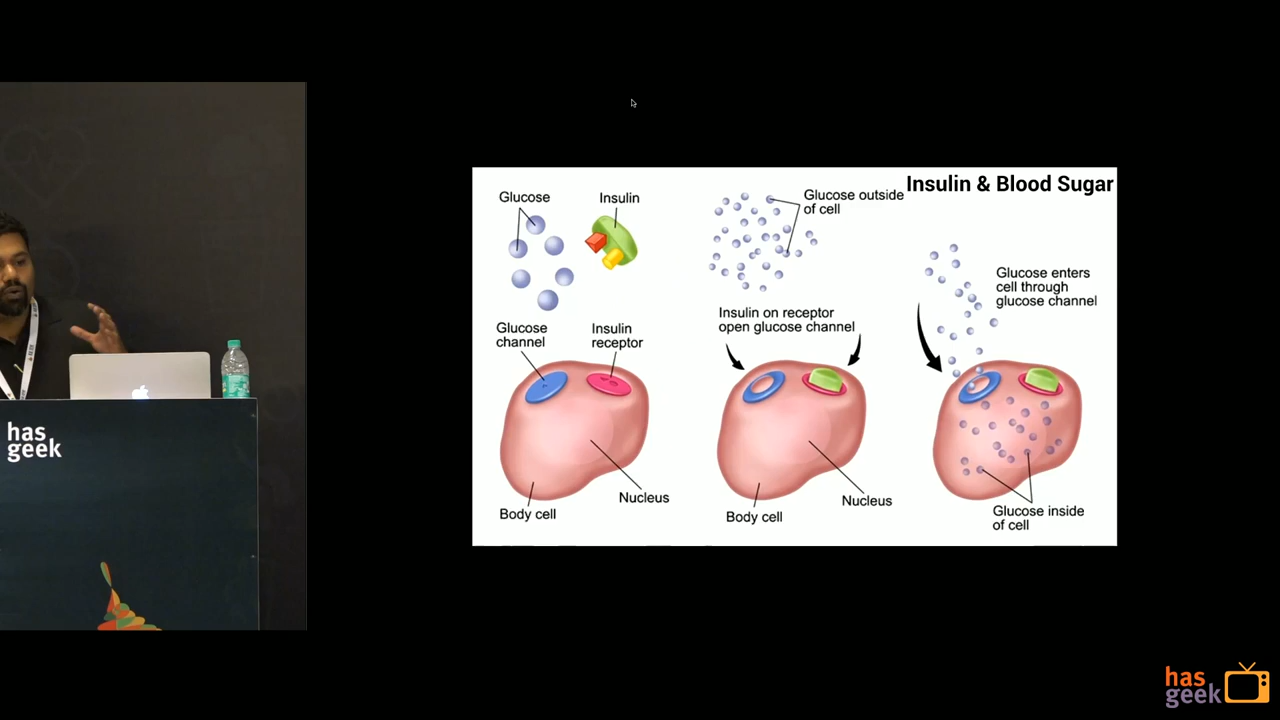 Insulin & Blood Sugar
Glucose
Insulin
Glucose
channel
Insulin
receptor
Nucleus
Body cell
Glucose outside
of cell
Insulin on receptor
open glucose channel
Nucleus
Body cell
Glucose enters
cell through
glucose channel
Glucose inside
of cell
has
geek
has
geek